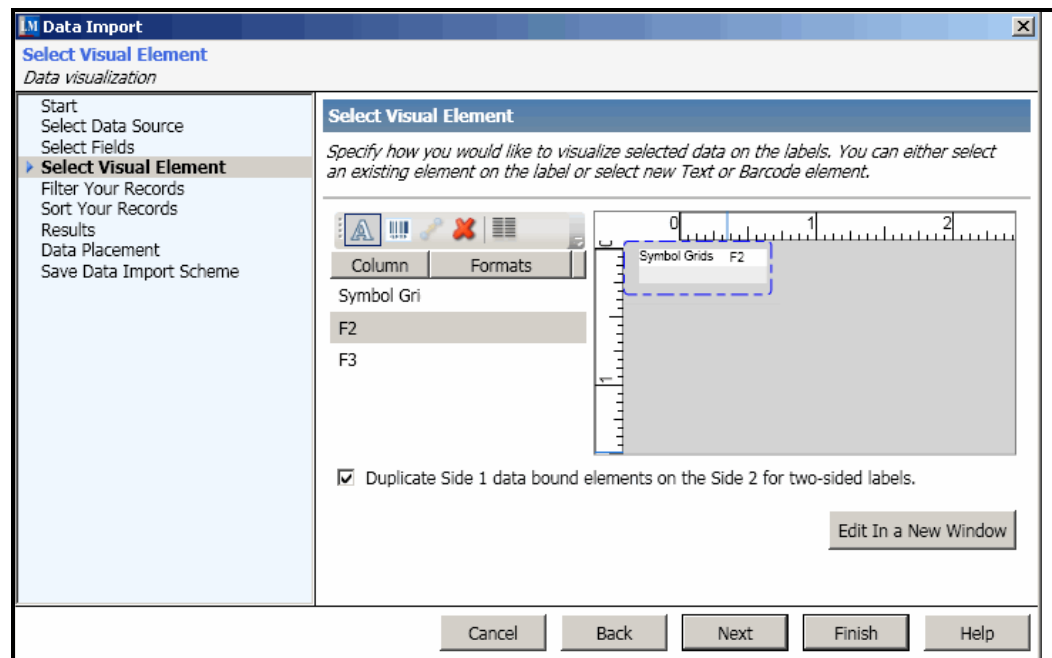 LM Data Import
Select Visual Element
Data visualization
Start
Select Data Source
Select Fields
Select Visual Element
Filter Your Records
Sort Your Records
Results
Data Placement
Save Data Import Scheme
Select Visual Element
Specify how you would like to visualize selected data on the labels. You can either select
an existing element on the label or select new Text or Barcode element.
A
Column Formats
Symbol Gri
F2
F3
0 1 2
Symbol Grids F2
0
1
Duplicate Side 1 data bound elements on the Side 2 for two-sided labels.
Edit In a New Window
Cancel Back Next Finish Help